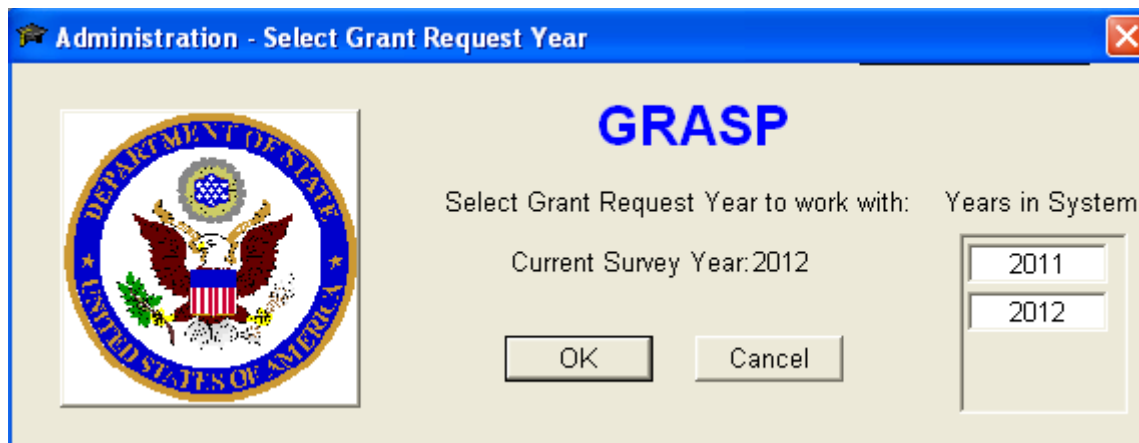 Administration - Select Grant Request Year
GRASP
DEPARTMENT OF STATE
UNITED STATES OF AMERICA
Select Grant Request Year to work with:
Years in System
Current Survey Year:2012
2011
2012
OK
Cancel